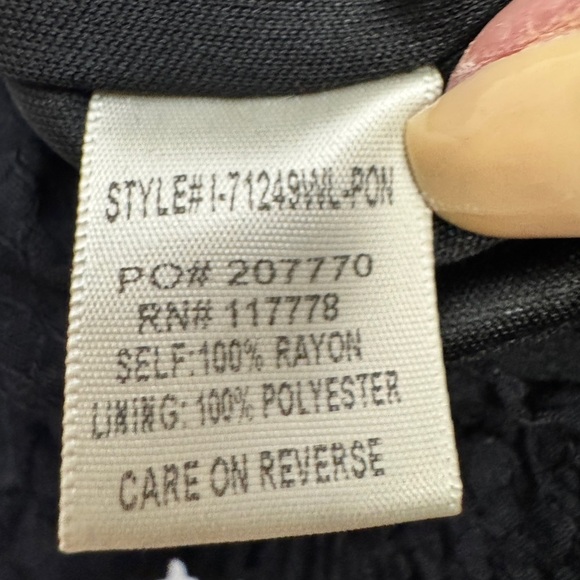 STYLE# I-71249WL-PON
PO# 207770
RN# 117778
SELF:100% RAYON
LINING: 100% POLYESTER
CARE ON REVERSE